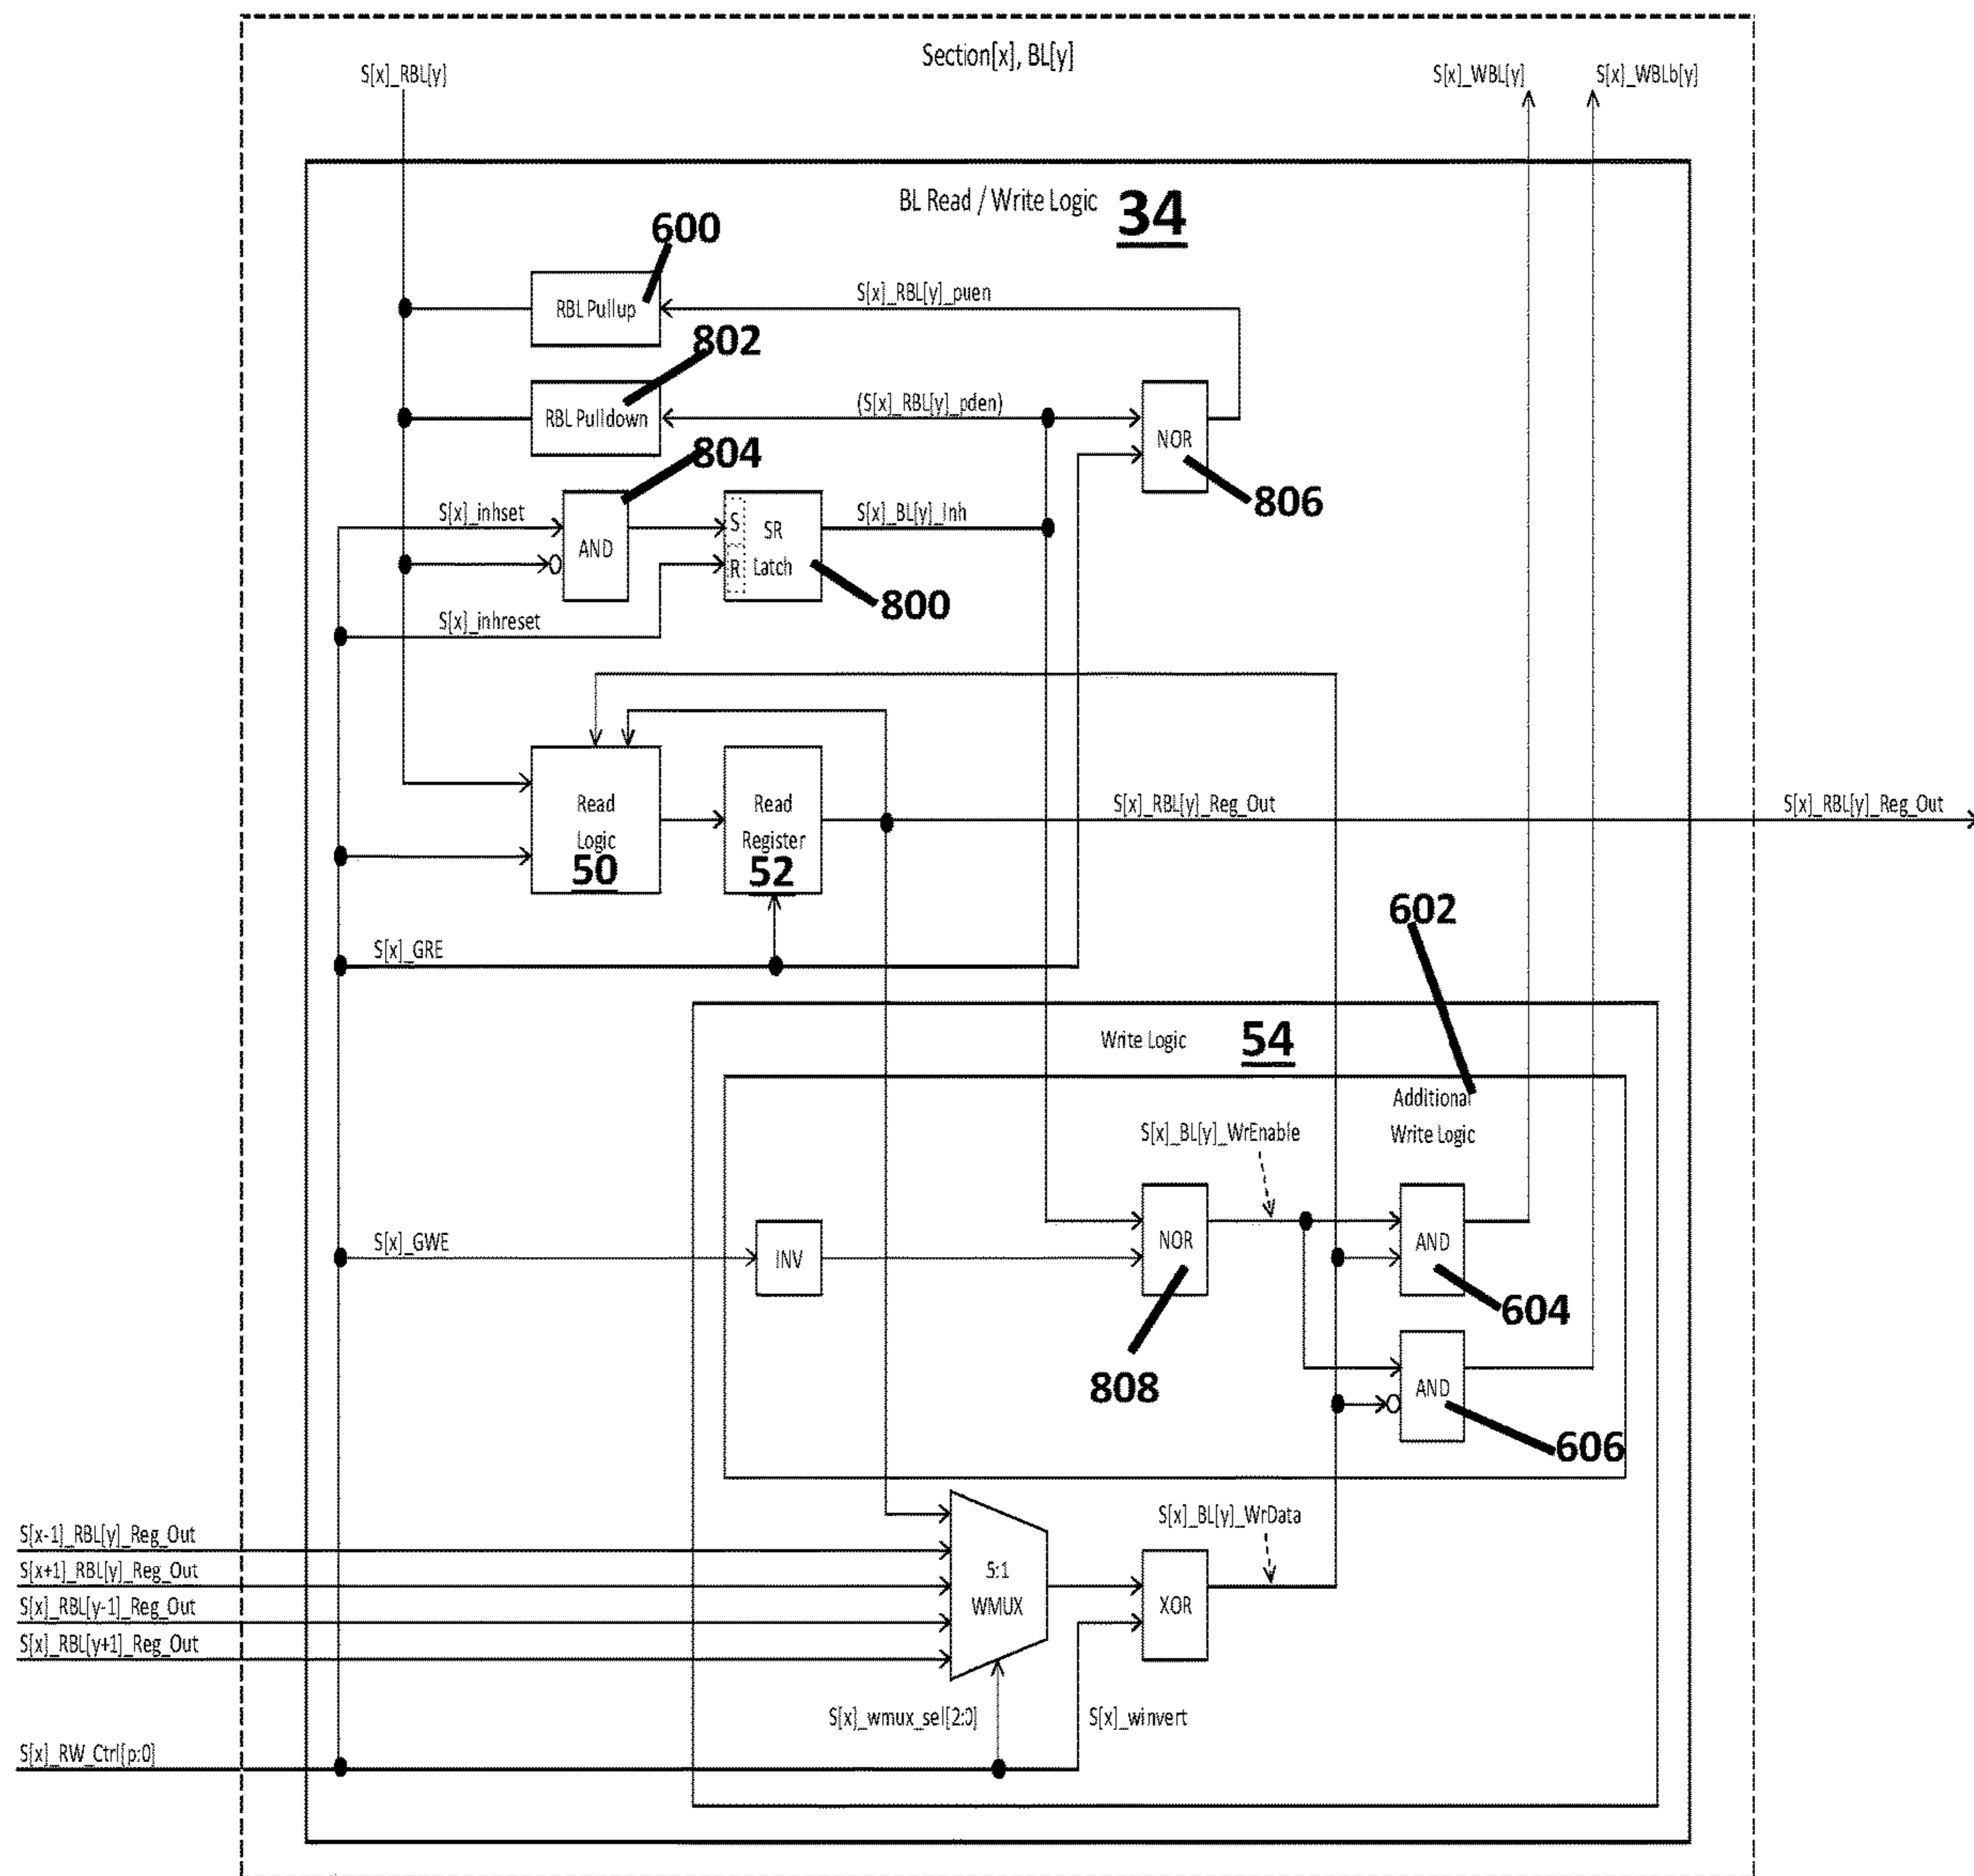 Section[x], BL[y]
S[x]_RBL[y]
S[x]_WBL[y]
S[x]_WBLb[y]
BL Read / Write Logic
34
600
RBL Pullup
S[x]_RBL[y]_puen
802
RBL Pulldown
(S[x]_RBL[y]_pden)
NOR
806
804
S[x]_inhset
AND
S
R
SR
Latch
S[x]_BL[y]_Inh
800
S[x]_inhreset
Read
Logic
50
Read
Register
52
S[x]_RBL[y]_Reg_Out
S[x]_RBL[y]_Reg_Out
S[x]_GRE
602
Write Logic
54
Additional
Write Logic
S[x]_BL[y]_WrEnable
S[x]_GWE
INV
NOR
808
AND
604
AND
606
S[x-1]_RBL[y]_Reg_Out
S[x+1]_RBL[y]_Reg_Out
S[x]_RBL[y-1]_Reg_Out
S[x]_RBL[y+1]_Reg_Out
5:1
WMUX
S[x]_BL[y]_WrData
XOR
S[x]_wmux_sel[2:0]
S[x]_winvert
S[x]_RW_Ctrl[p:0]